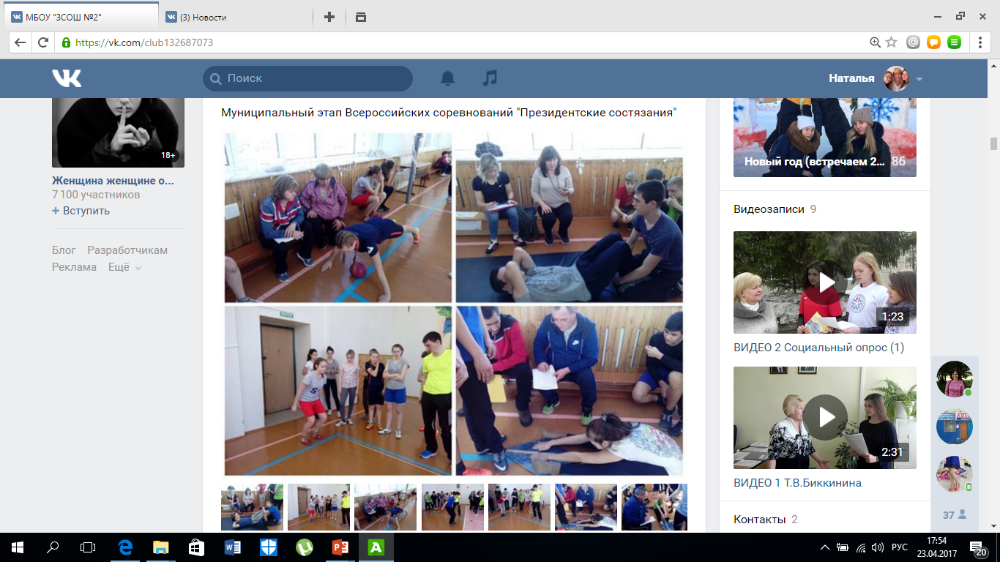 МБОУ "ЗСОШ №2"
(3) Новости
https://vk.com/club132687073
Поиск
Наталья
18+
Женщина женщине о...
7 100 участников
+ Вступить
Блог Разработчикам
Реклама Ещё
Муниципальный этап Всероссийских соревнований "Президентские состязания"
Новый год (встречаем 2... 86
Видеозаписи 9
1:23
ВИДЕО 2 Социальный опрос (1)
2:31
ВИДЕО 1 Т.В.Биккинина
Контакты 2
37
РУС
17:54
23.04.2017
20